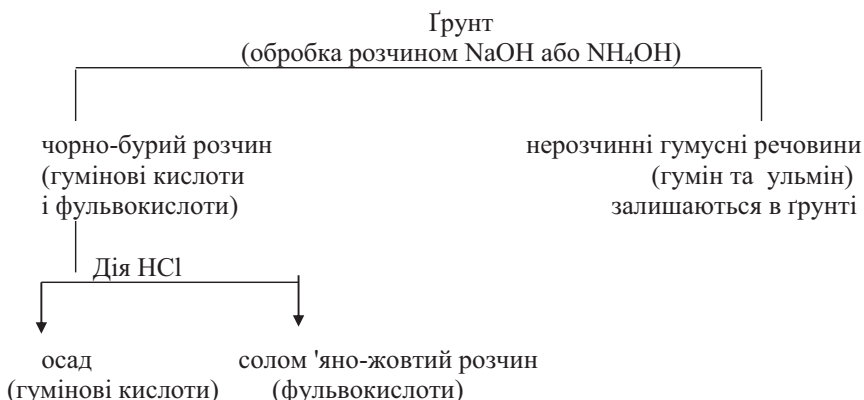 Ґрунт
(обробка розчином NaOH або NH₄OH)
чорно-бурий розчин
(гумінові кислоти
і фульвокислоти)
нерозчинні гумусні речовини
(гумін та ульмін)
залишаються в ґрунті
Дія HCl
осад
(гумінові кислоти)
солом 'яно-жовтий розчин
(фульвокислоти)